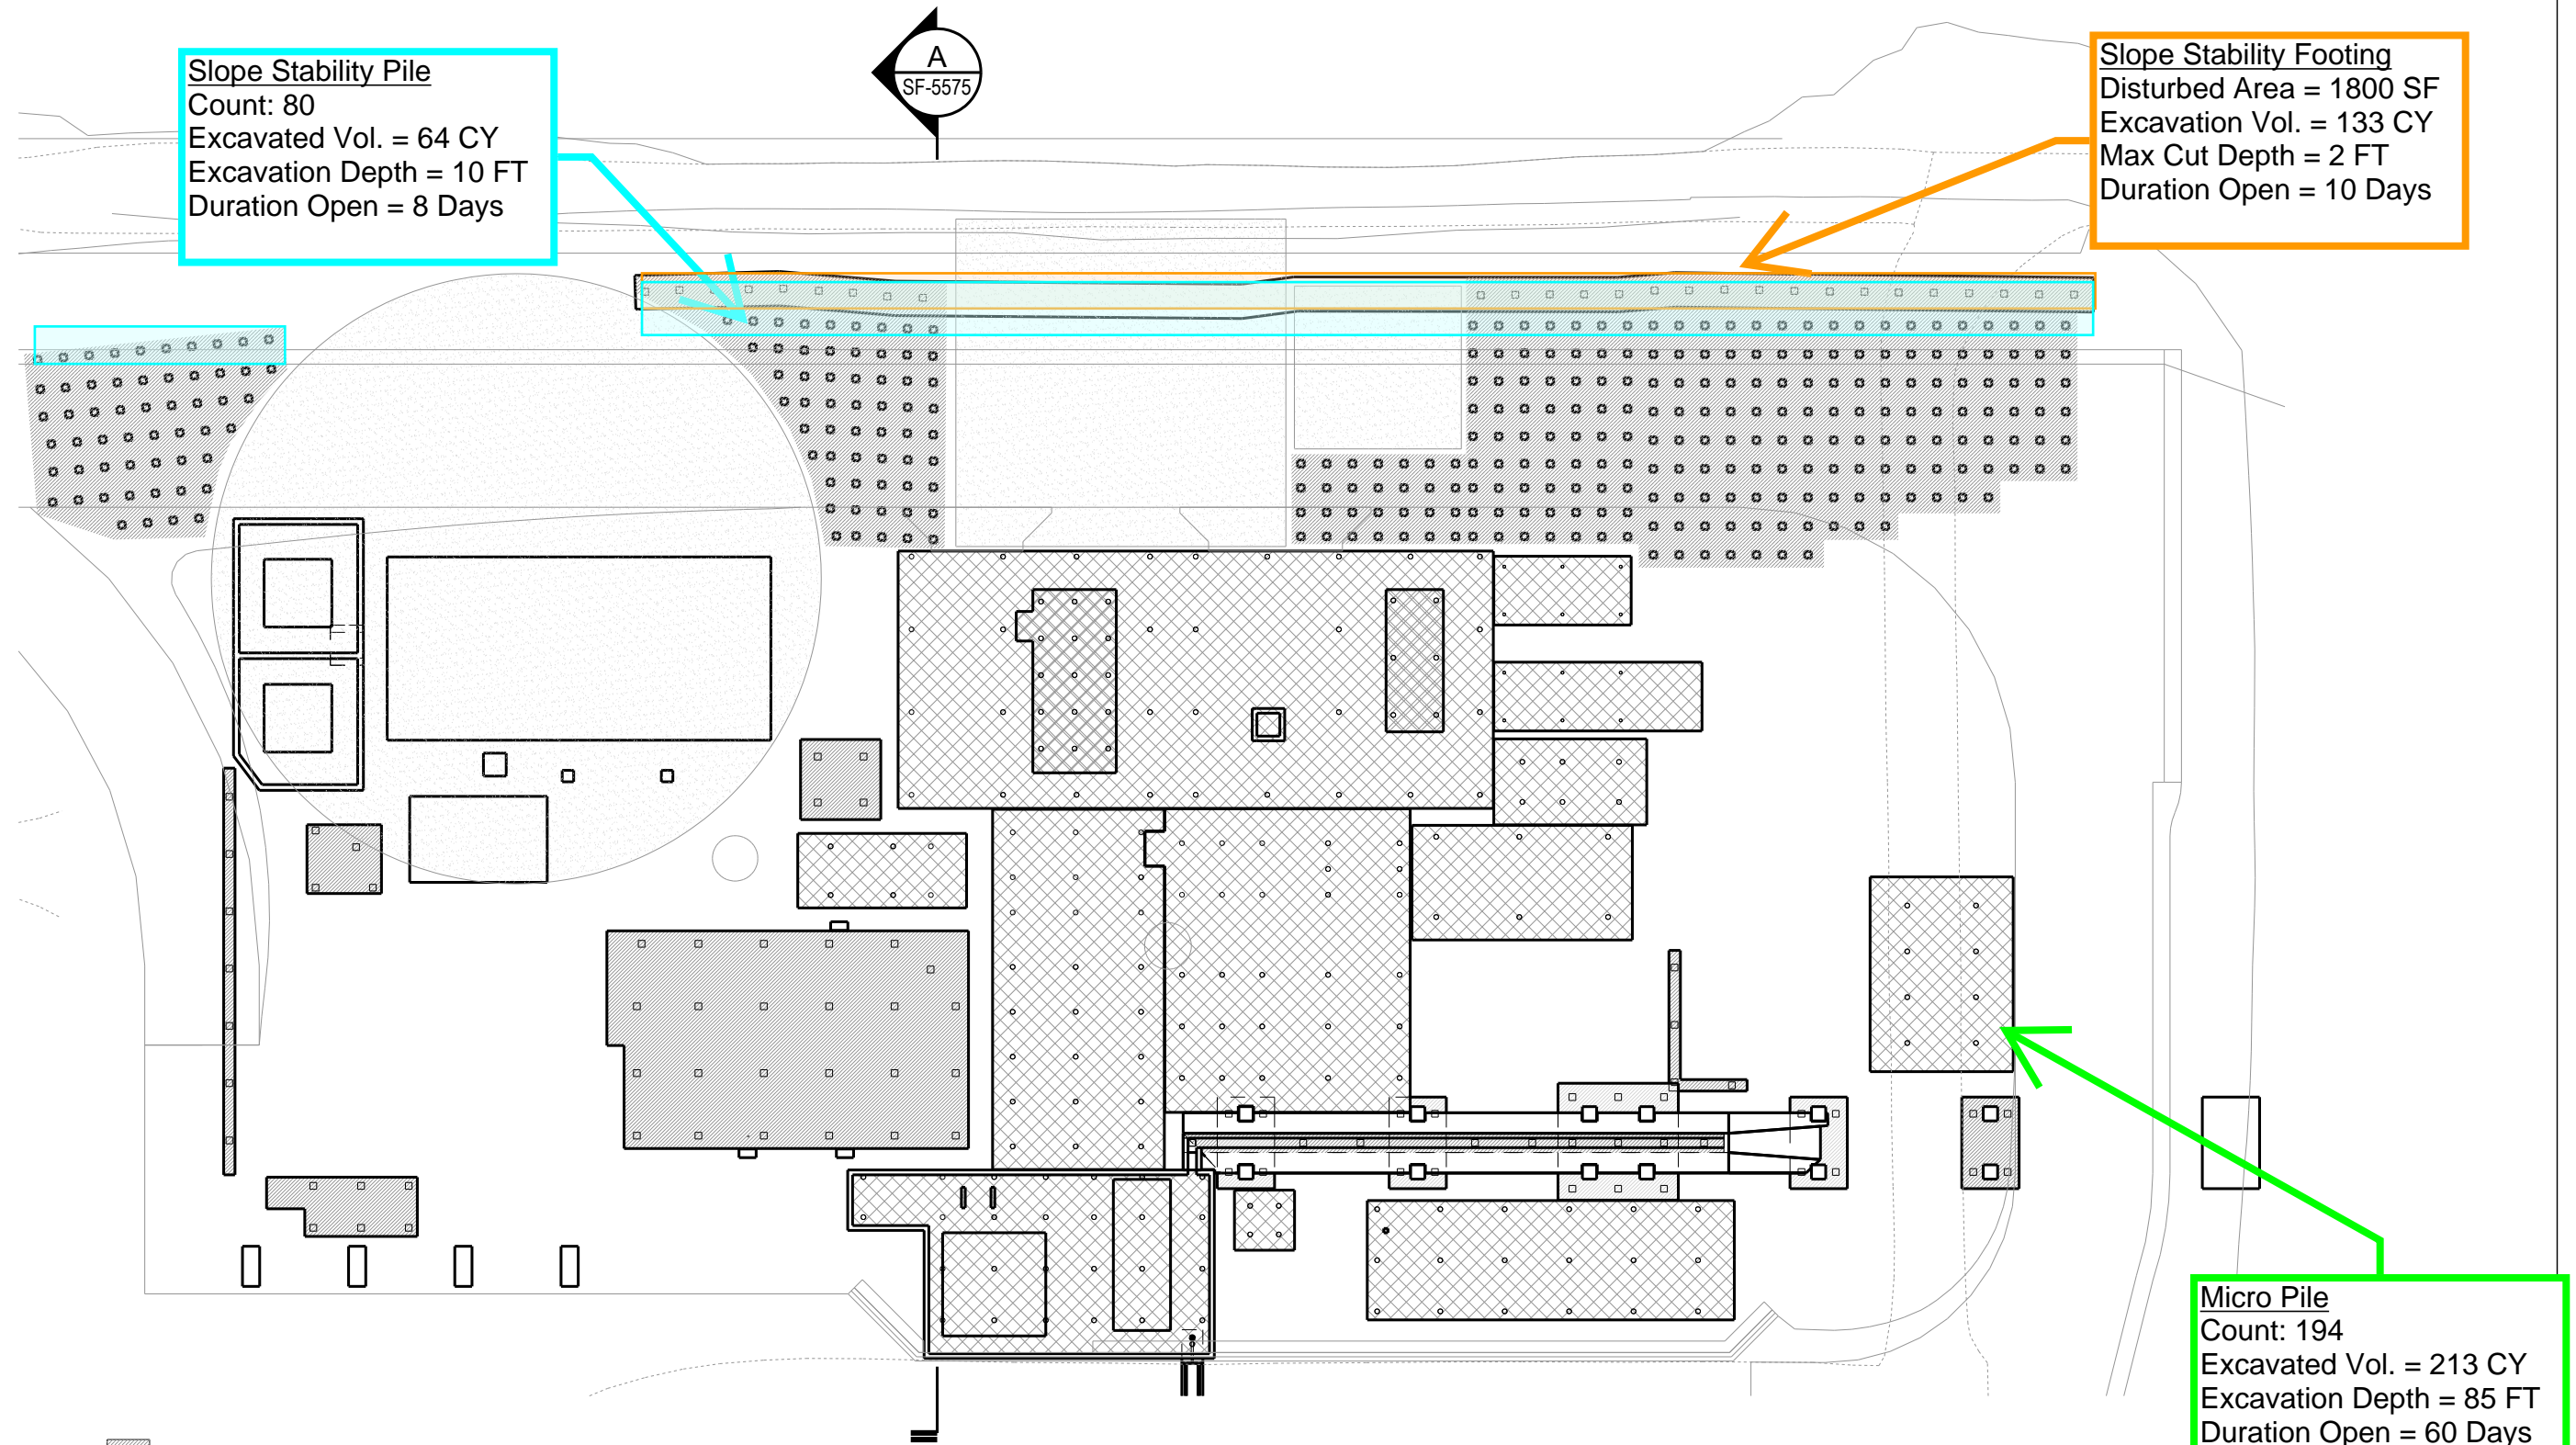 Slope Stability Pile
Count: 80
Excavated Vol. = 64 CY
Excavation Depth = 10 FT
Duration Open = 8 Days
A
SF-5575
Slope Stability Footing
Disturbed Area = 1800 SF
Excavation Vol. = 133 CY
Max Cut Depth = 2 FT
Duration Open = 10 Days
Micro Pile
Count: 194
Excavated Vol. = 213 CY
Excavation Depth = 85 FT
Duration Open = 60 Days